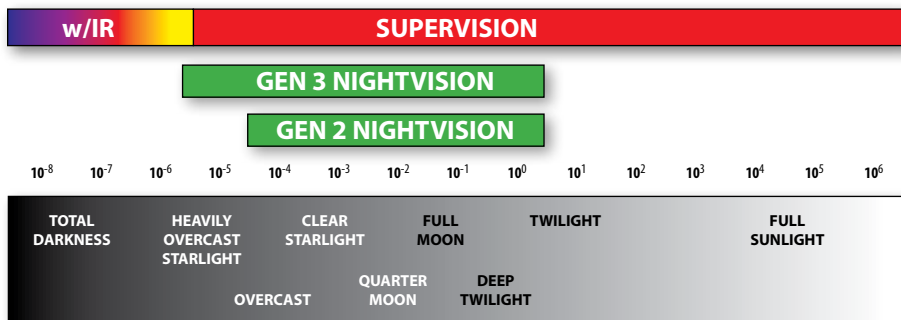 w/IR SUPERVISION
GEN 3 NIGHTVISION
GEN 2 NIGHTVISION
10⁻⁸ 10⁻⁷ 10⁻⁶ 10⁻⁵ 10⁻⁴ 10⁻³ 10⁻² 10⁻¹ 10⁰ 10¹ 10² 10³ 10⁴ 10⁵ 10⁶
TOTAL
DARKNESS
HEAVILY
OVERCAST
STARLIGHT
OVERCAST
CLEAR
STARLIGHT
QUARTER
MOON
FULL
MOON
DEEP
TWILIGHT
TWILIGHT
FULL
SUNLIGHT